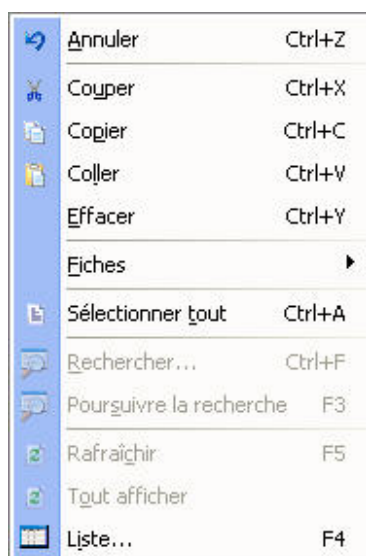 Annuler Ctrl+Z
Couper Ctrl+X
Copier Ctrl+C
Coller Ctrl+V
Effacer Ctrl+Y
Fiches
Sélectionner tout Ctrl+A
Rechercher... Ctrl+F
Poursuivre la recherche F3
Rafraîchir F5
Tout afficher
Liste... F4